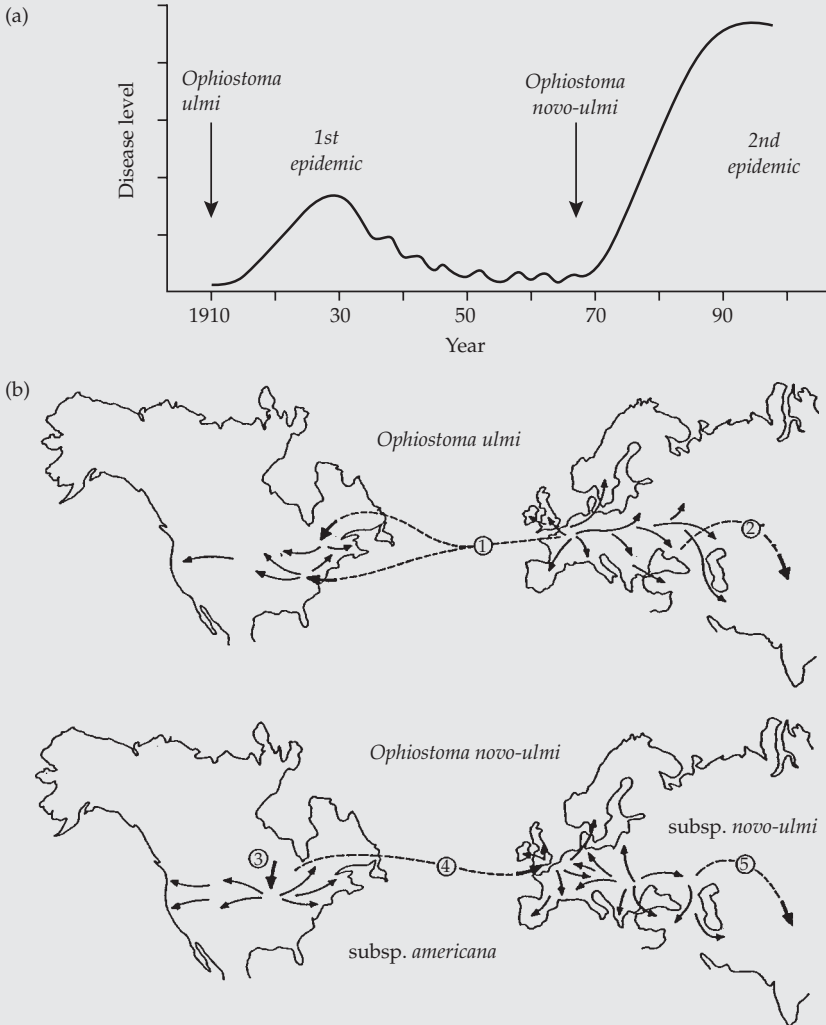 (a)
Disease level
Ophiostoma
ulmi
1st
epidemic
Ophiostoma
novo-ulmi
2nd
epidemic
1910 30 50 70 90
Year
(b)
Ophiostoma ulmi
1
2
Ophiostoma novo-ulmi
subsp. novo-ulmi
3
4
5
subsp. americana